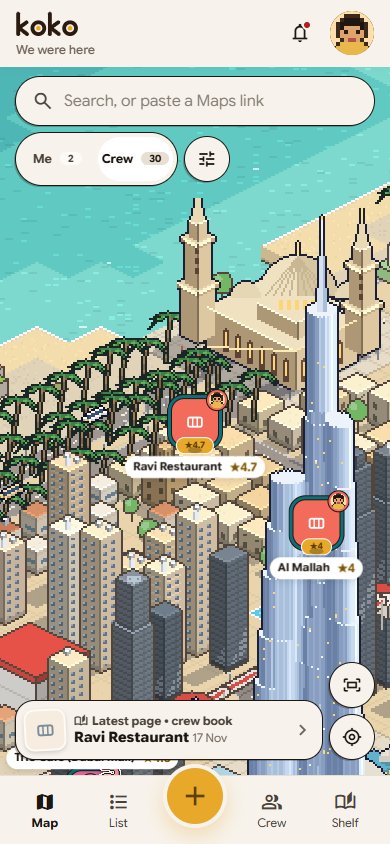 koko
We were here
Search, or paste a Maps link
Me 2 Crew 30
★4.7
Ravi Restaurant ★4.7
★4
Al Mallah ★4
Latest page • crew book
Ravi Restaurant 17 Nov
Map List + Crew Shelf